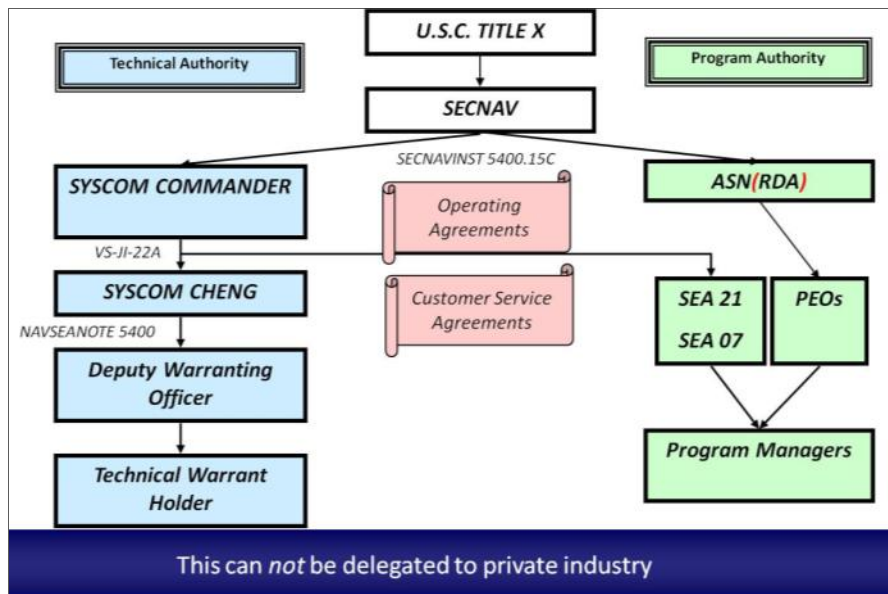 U.S.C. TITLE X
Technical Authority
Program Authority
SECNAV
SECNAVINST 5400.15C
SYSCOM COMMANDER
ASN(RDA)
Operating
Agreements
VS-JI-22A
SYSCOM CHENG
Customer Service
Agreements
SEA 21
SEA 07
PEOs
NAVSEANOTE 5400
Deputy Warranting
Officer
Technical Warrant
Holder
Program Managers
This can not be delegated to private industry